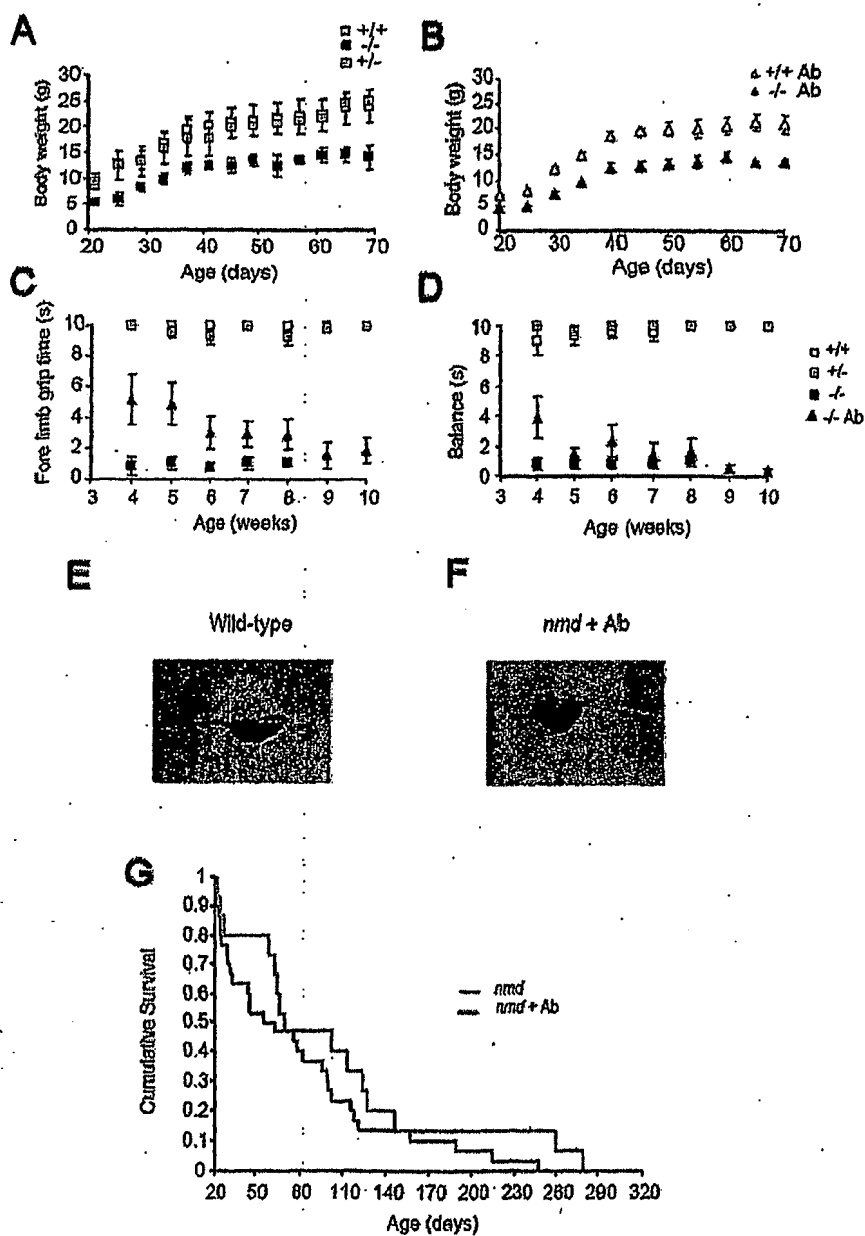 A
+/+
-/-
+/-
Body weight (g)
30
25
20
15
10
5
0
20 30 40 50 60 70
Age (days)
B
+/+ Ab
-/- Ab
Body weight (g)
30
25
20
15
10
5
0
20 30 40 50 60 70
Age (days)
C
Fore limb grip time (s)
10
8
6
4
2
0
3 4 5 6 7 8 9 10
Age (weeks)
D
Balance (s)
10
8
6
4
2
0
3 4 5 6 7 8 9 10
Age (weeks)
+/+
+/-
-/-
-/- Ab
E
Wild-type
F
nmd + Ab
G
Cumulative Survival
1
0.9
0.8
0.7
0.6
0.5
0.4
0.3
0.2
0.1
0
20 50 80 110 140 170 200 230 260 290 320
Age (days)
nmd
nmd + Ab